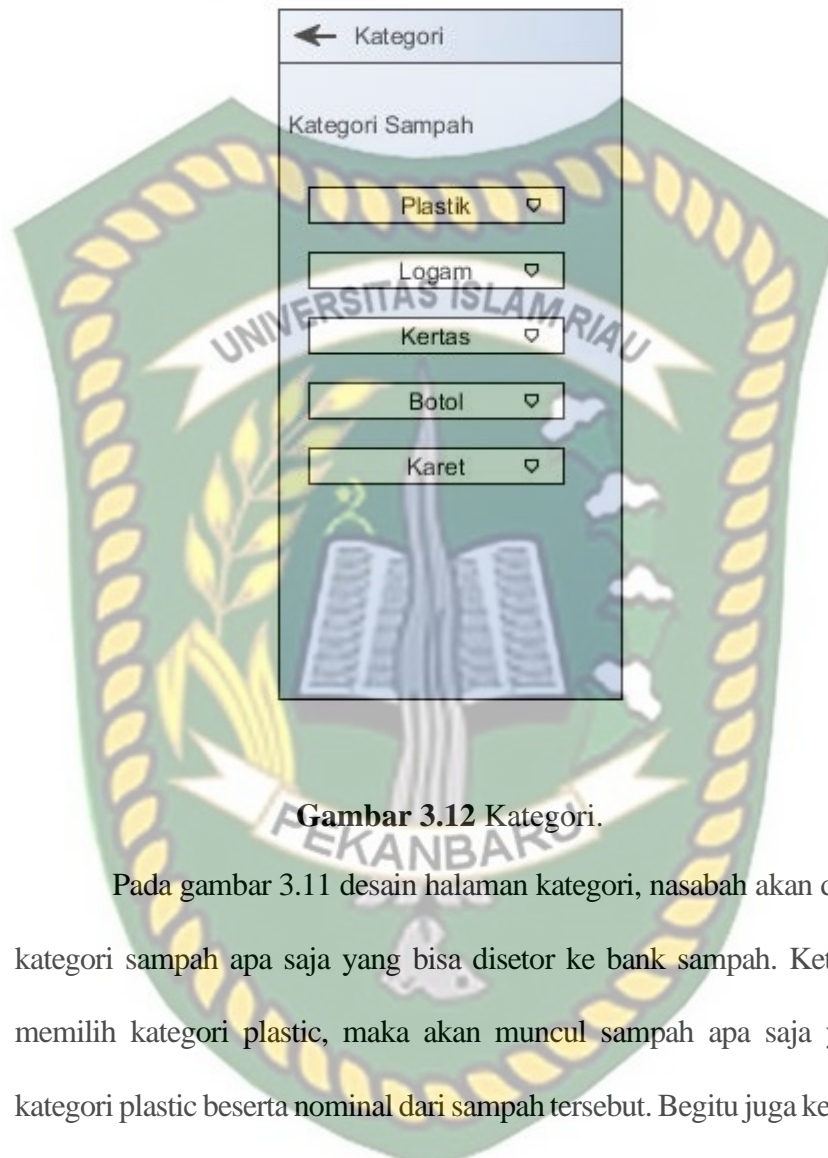 Kategori
Kategori Sampah
Plastik
Logam
UNIVERSITAS ISLAM RIAU
Kertas
Botol
Karet
Gambar 3.12 Kategori.
PEKANBARU
Pada gambar 3.11 desain halaman kategori, nasabah akan
kategori sampah apa saja yang bisa disetor ke bank sampah.
memilih kategori plastic, maka akan muncul sampah apa saja
kategori plastic beserta nominal dari sampah tersebut. Begitu juga